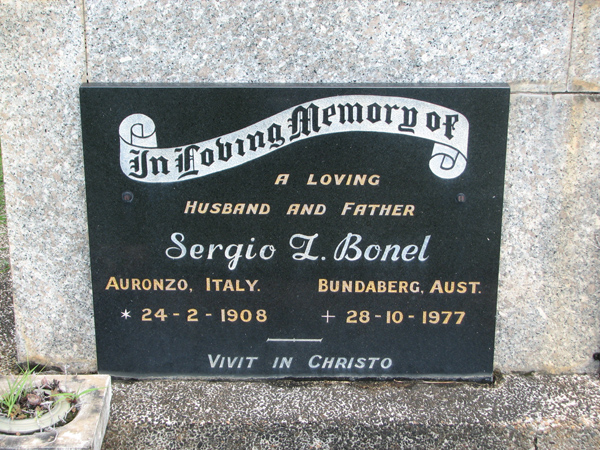 In Loving Memory of
A LOVING
HUSBAND AND FATHER
Sergio Z. Bonel
AURONZO, ITALY. BUNDABERG, AUST.
* 24-2-1908 + 28-10-1977
VIVIT IN CHRISTO